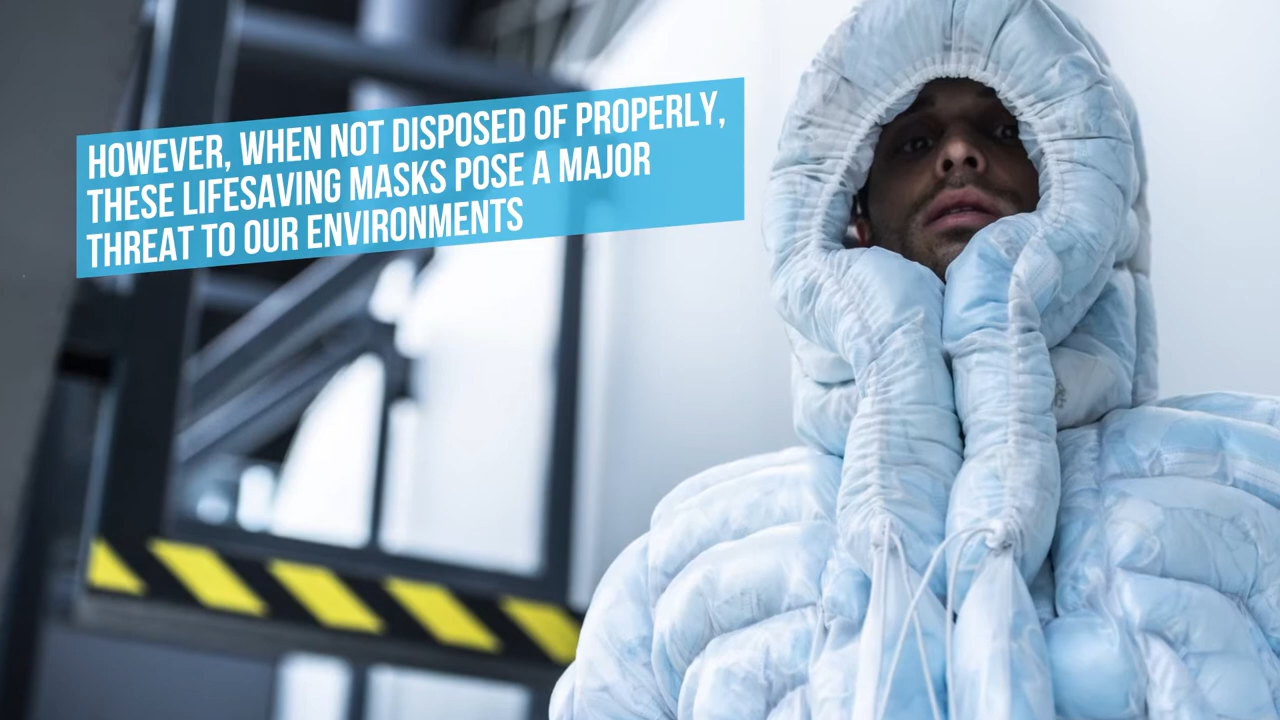 HOWEVER, WHEN NOT DISPOSED OF PROPERLY,
THESE LIFESAVING MASKS POSE A MAJOR
THREAT TO OUR ENVIRONMENTS